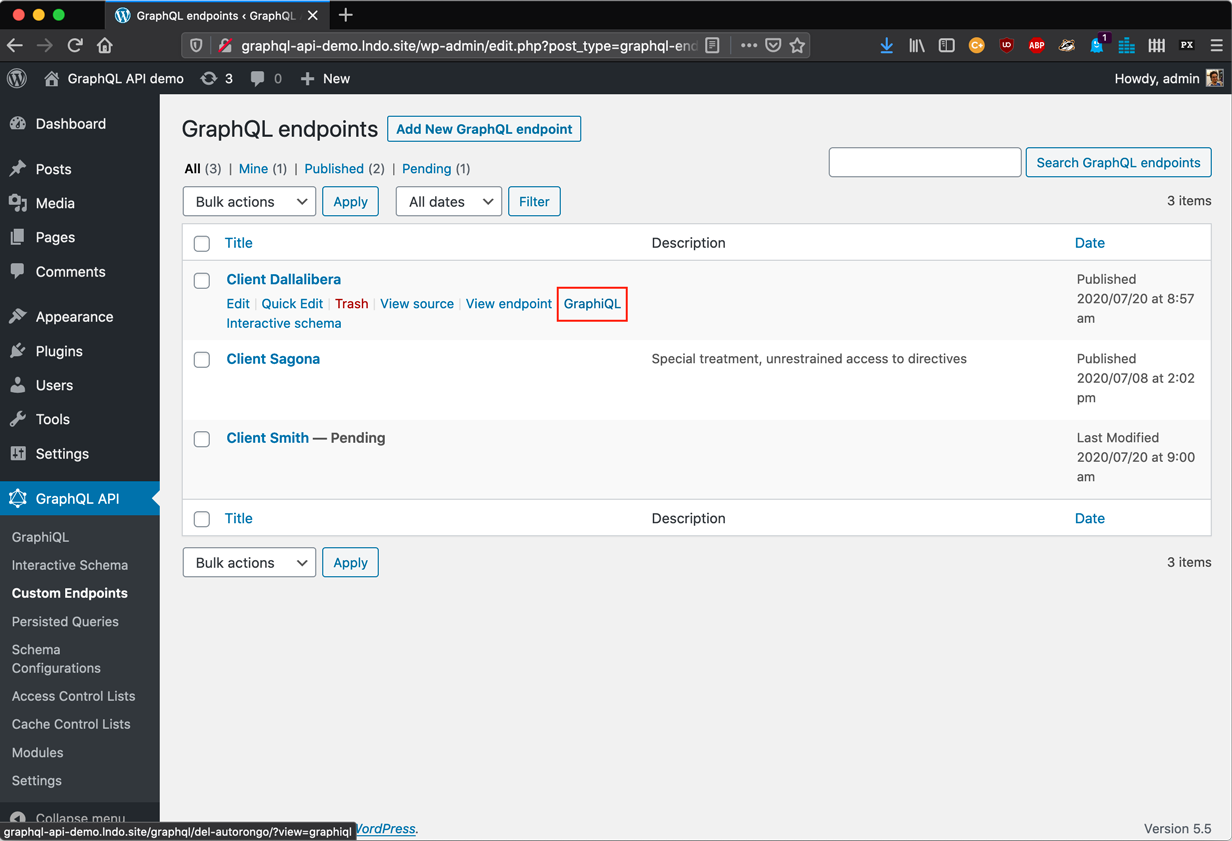 GraphQL endpoints ‹ GraphQL
graphql-api-demo.lndo.site/wp-admin/edit.php?post_type=graphql-end
C+
UD
ABP
1
PX
GraphQL API demo 3 0 New
Howdy, admin
Dashboard
Posts
Media
Pages
Comments
Appearance
Plugins
Users
Tools
Settings
GraphQL API
GraphiQL
Interactive Schema
Custom Endpoints
Persisted Queries
Schema
Configurations
Access Control Lists
Cache Control Lists
Modules
Settings
Collapse menu
GraphQL endpoints
Add New GraphQL endpoint
All (3) | Mine (1) | Published (2) | Pending (1)
Search GraphQL endpoints
Bulk actions Apply All dates Filter
3 items
Title Description Date
Client Dallalibera
Edit | Quick Edit | Trash | View source | View endpoint GraphiQL
Interactive schema
Published
2020/07/20 at 8:57
am
Client Sagona
Special treatment, unrestrained access to directives
Published
2020/07/08 at 2:02
pm
Client Smith — Pending
Last Modified
2020/07/20 at 9:00
am
Title Description Date
Bulk actions Apply
3 items
graphql-api-demo.lndo.site/graphql/del-autorongo/?view=graphiql
WordPress.
Version 5.5